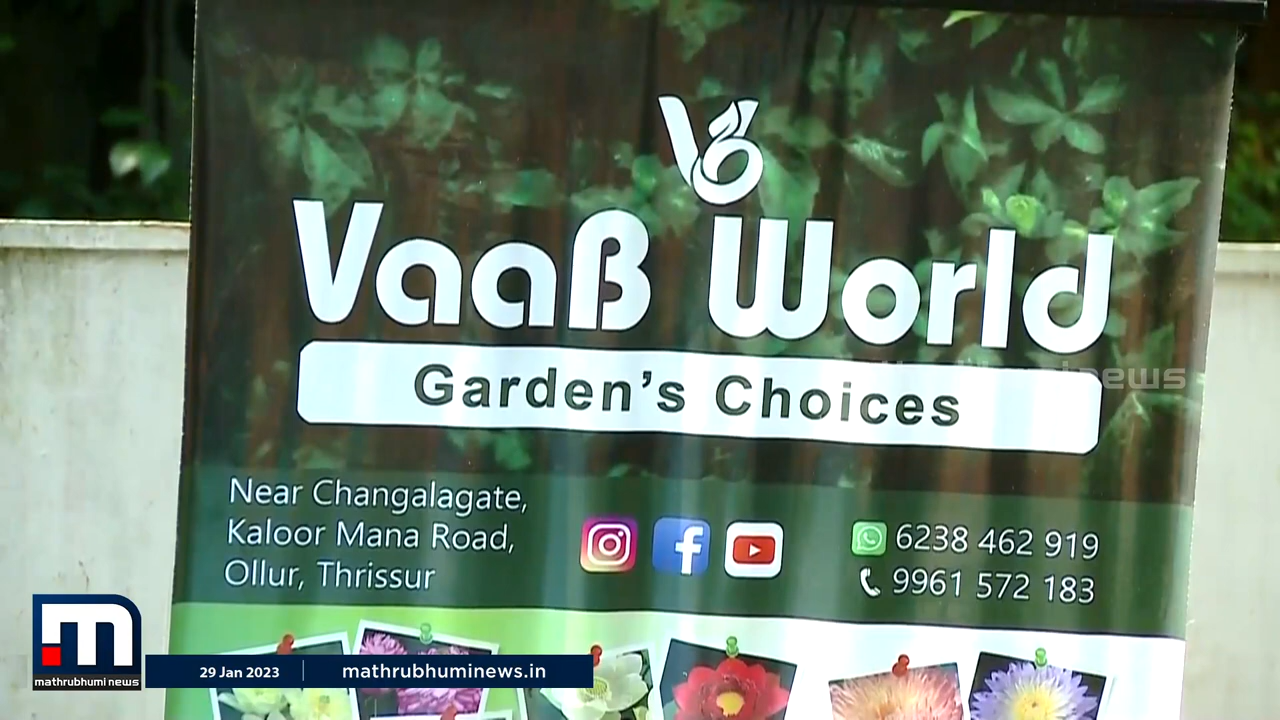 Vaaß World
Garden's Choices
Near Changalagate,
Kaloor Mana Road,
Ollur, Thrissur
6238 462 919
9961 572 183
mathrubhumi news
29 Jan 2023
mathrubhuminews.in